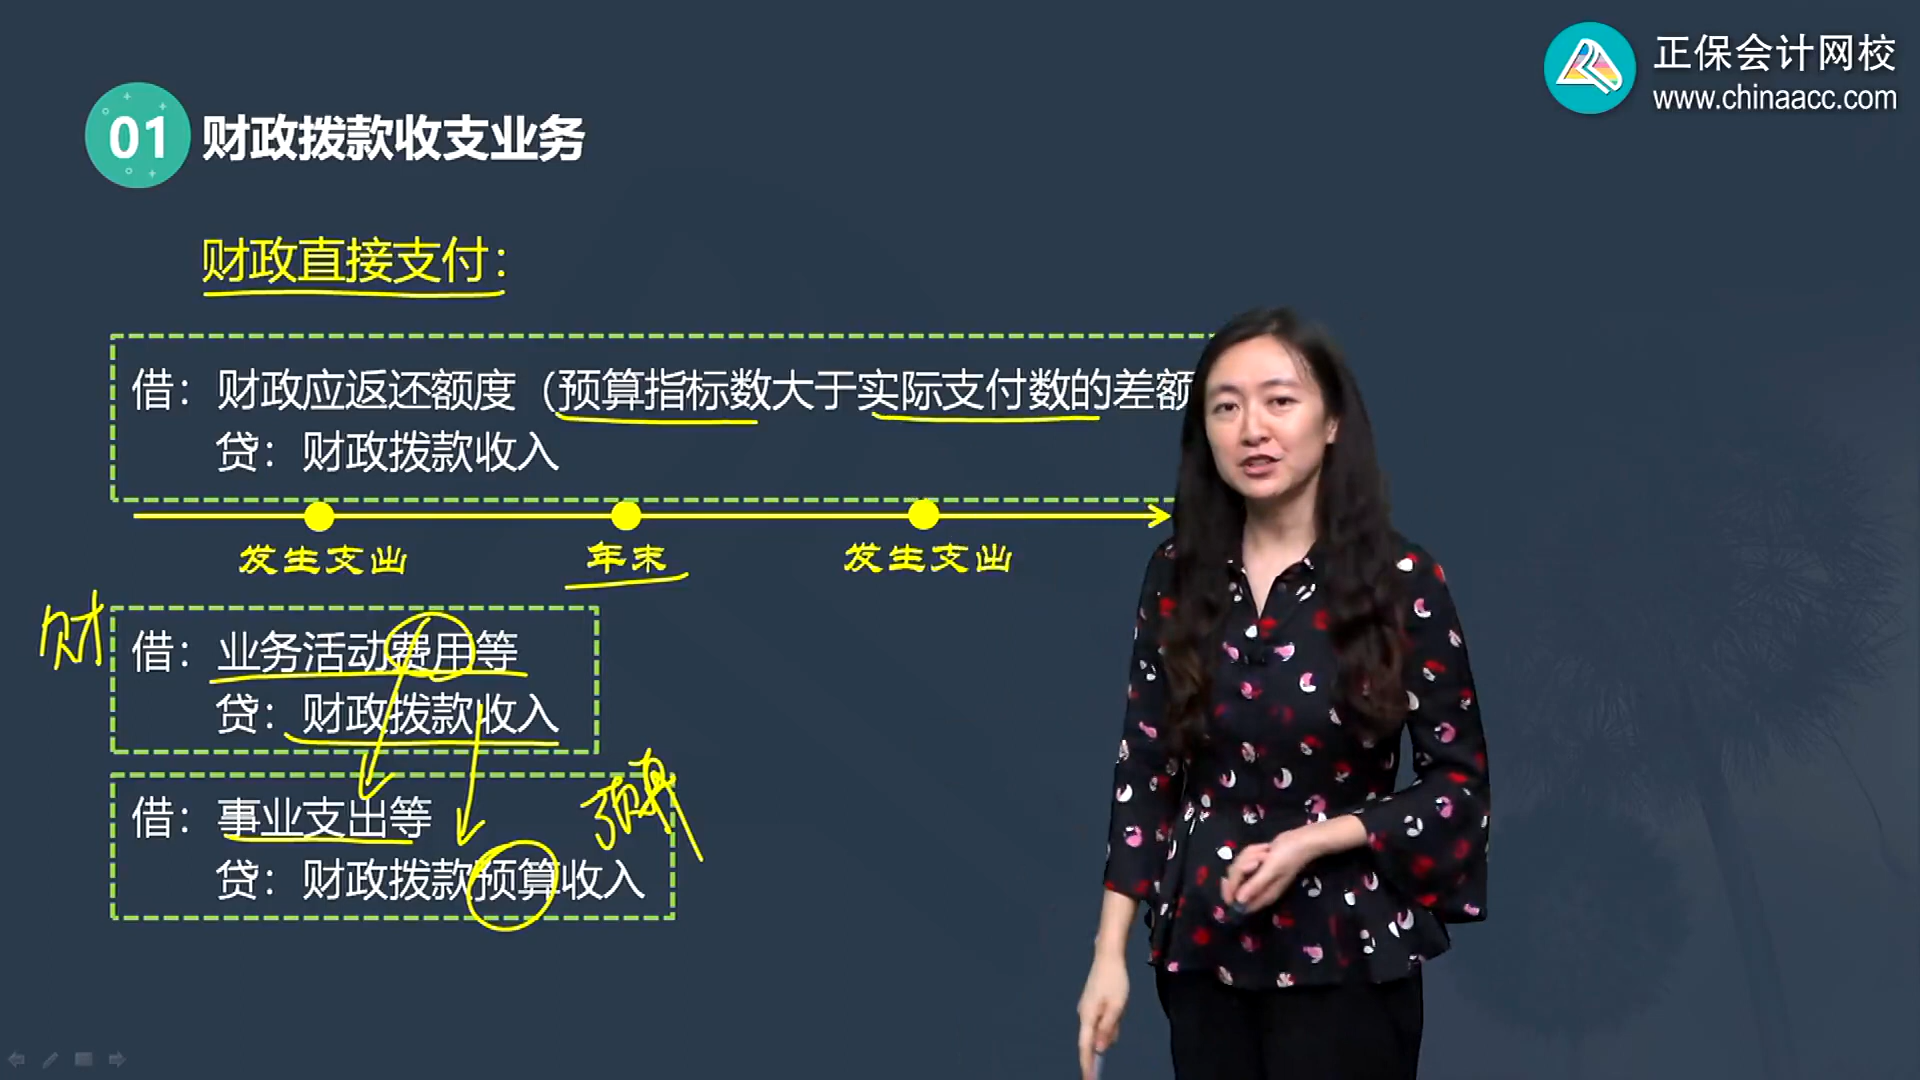 正保会计网校
www.chinaacc.com
01 财政拨款收支业务
财政直接支付：
借：财政应返还额度（预算指标数大于实际支付数的差额
贷：财政拨款收入
发生支出 年末 发生支出
财
借：业务活动费用等
贷：财政拨款收入
预算
借：事业支出等
贷：财政拨款预算收入